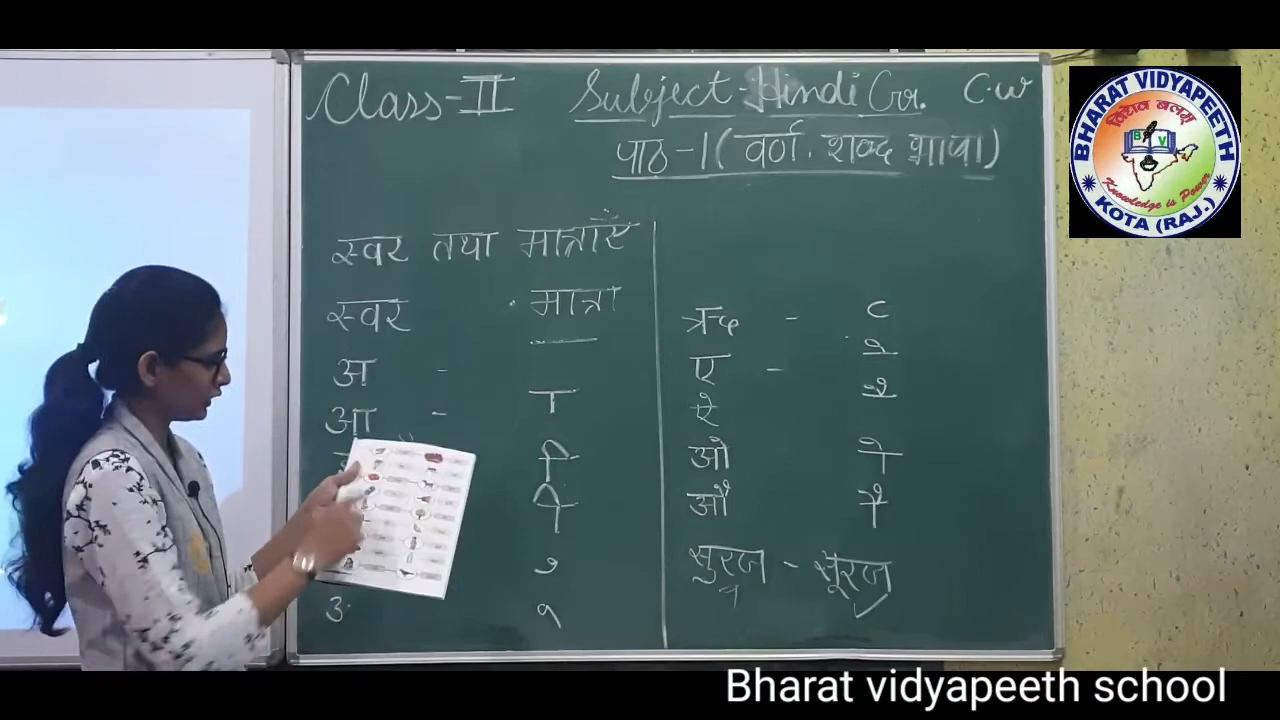 Class-II Subject-Hindi Gr. C.w
पाठ-1 (वर्ण, शब्द भाषा)
स्वर तथा मात्राएँ
स्वर मात्रा
अ -
आ - ा
ि
ी
ु
ू
ऋ - ृ
ए - े
ऐ ै
ओ ो
औ ौ
सुरज - सूरज
BHARAT VIDYAPEETH
विद्यैव बलम्
B V
Knowledge is Power
KOTA (RAJ.)
Bharat vidyapeeth school